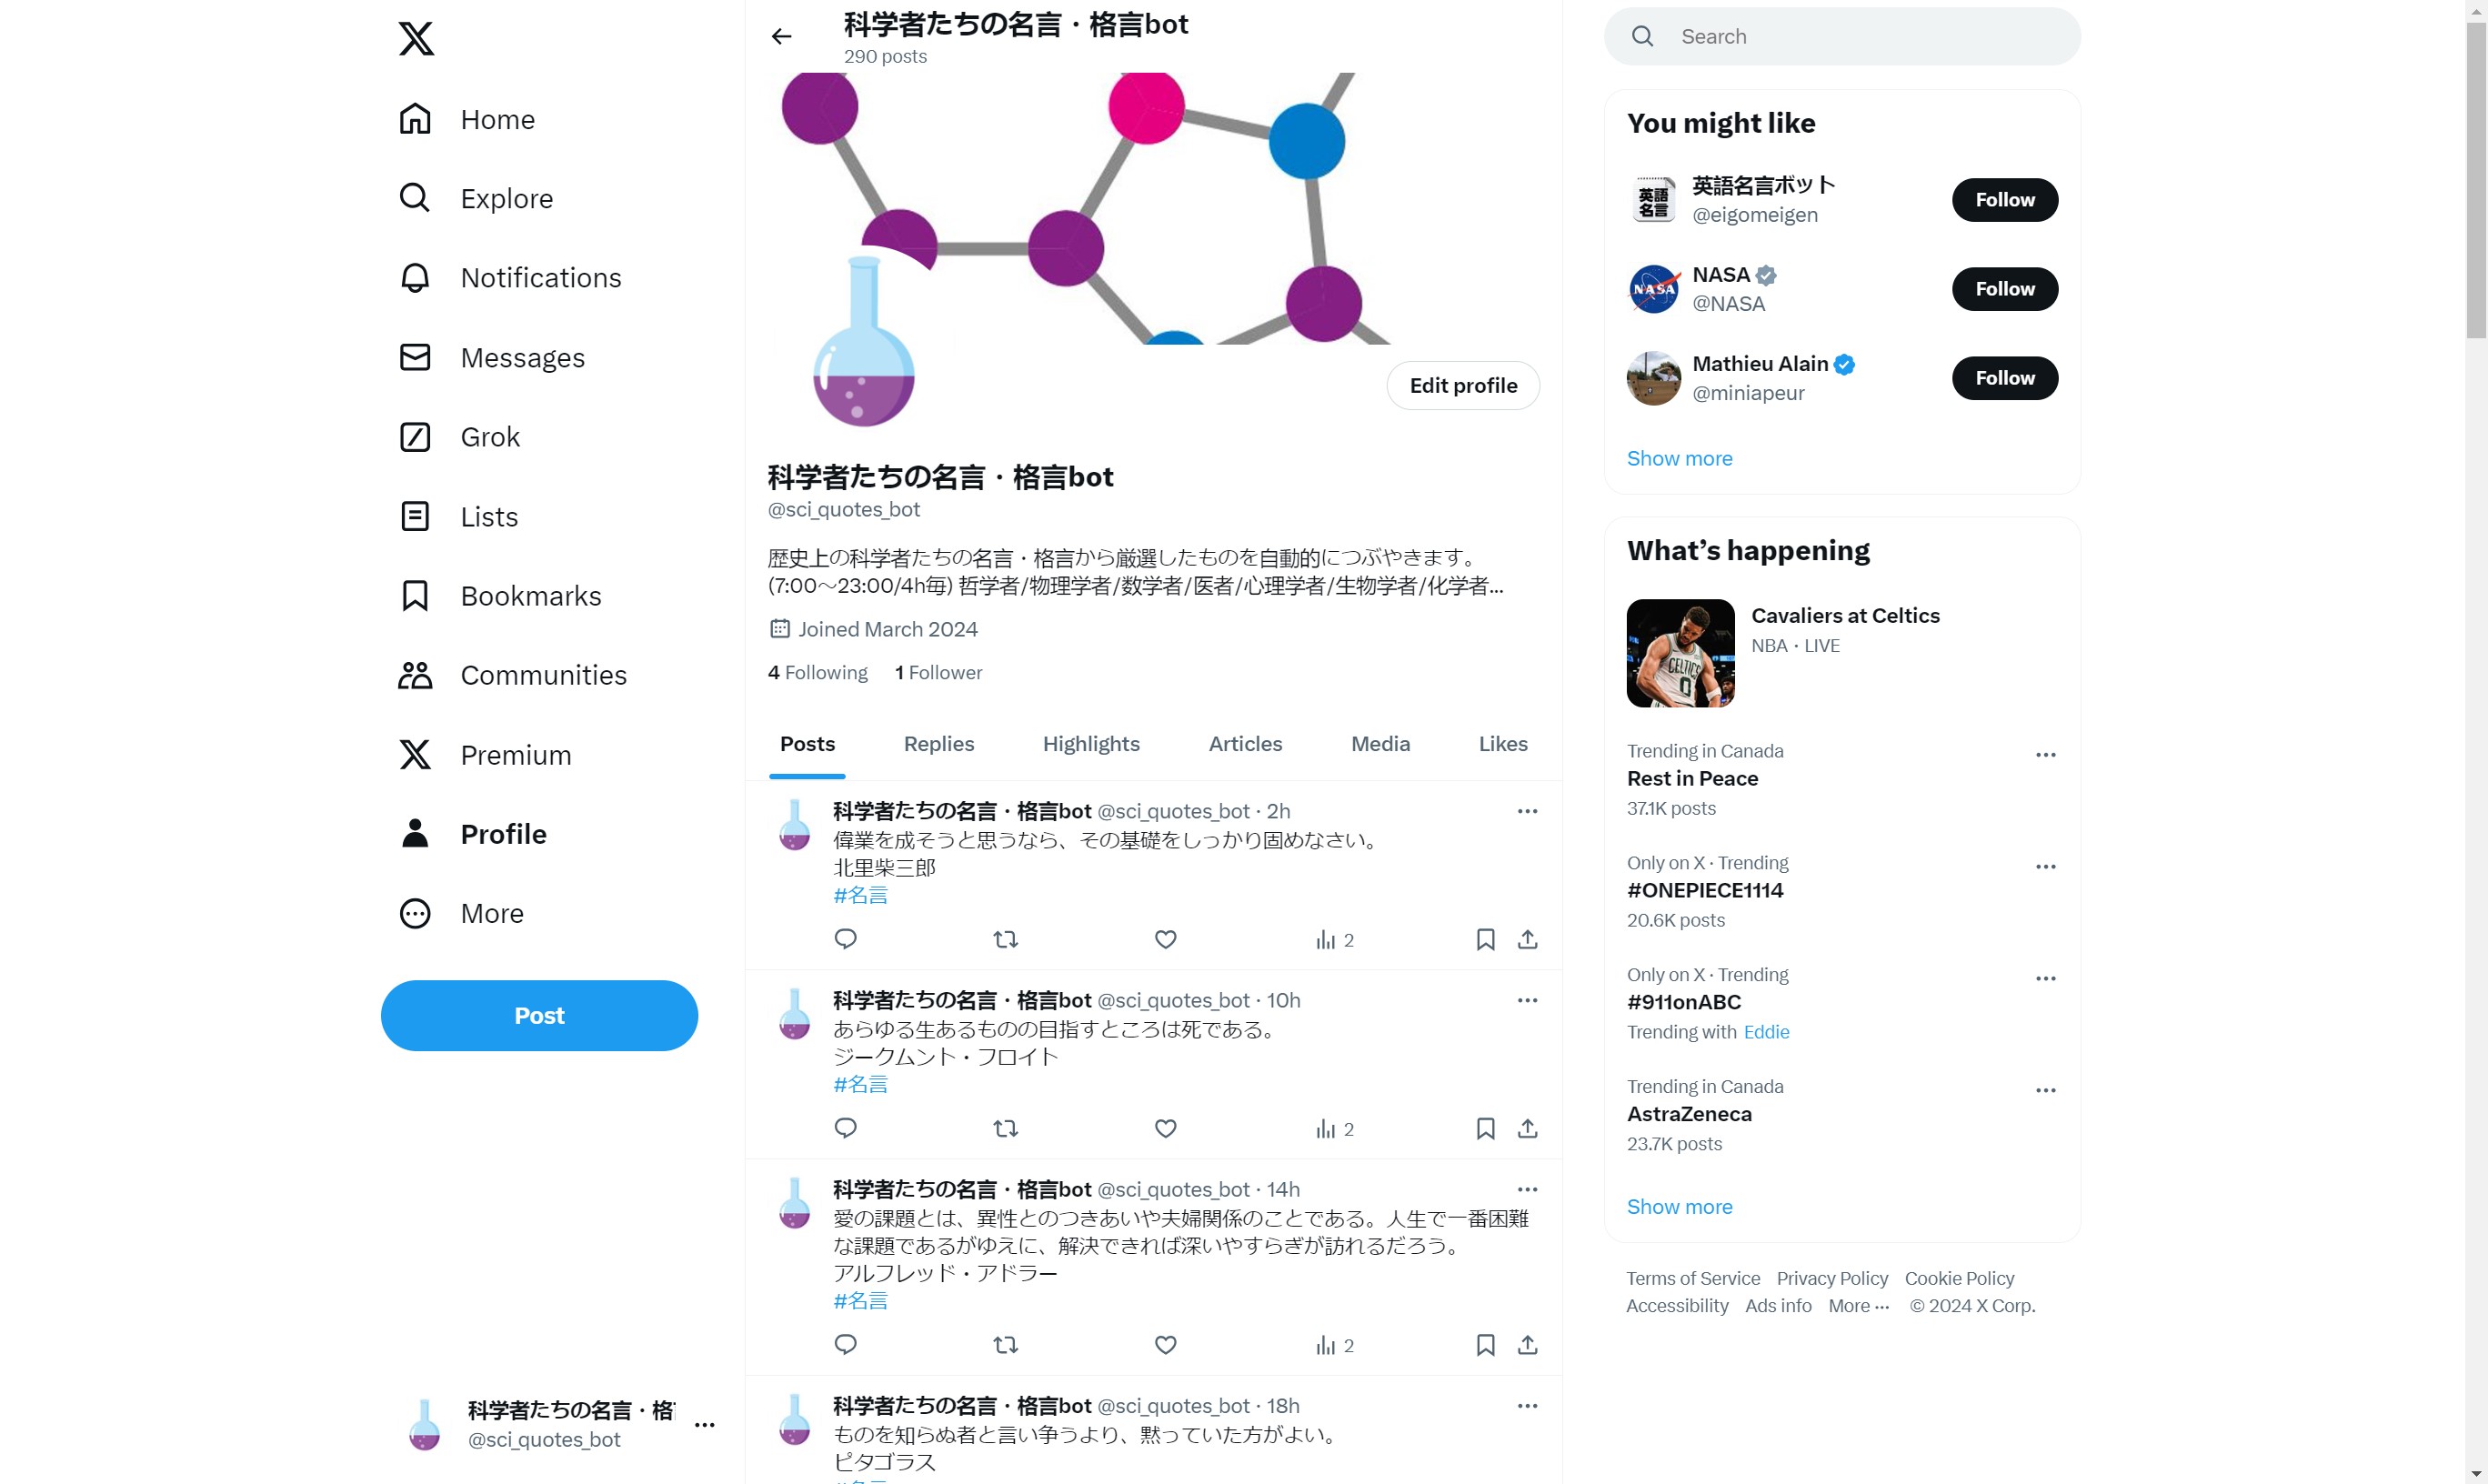 Home
Explore
Notifications
Messages
Grok
Lists
Bookmarks
Communities
Premium
Profile
More
Post
科学者たちの名言・格
@sci_quotes_bot
科学者たちの名言・格言bot
290 posts
Edit profile
科学者たちの名言・格言bot
@sci_quotes_bot
歴史上の科学者たちの名言・格言から厳選したものを自動的につぶやきます。
(7:00～23:00/4h毎) 哲学者/物理学者/数学者/医者/心理学者/生物学者/化学者...
Joined March 2024
4 Following 1 Follower
Posts Replies Highlights Articles Media Likes
科学者たちの名言・格言bot @sci_quotes_bot · 2h
偉業を成そうと思うなら、その基礎をしっかり固めなさい。
北里柴三郎
#名言
2
科学者たちの名言・格言bot @sci_quotes_bot · 10h
あらゆる生あるものの目指すところは死である。
ジークムント・フロイト
#名言
2
科学者たちの名言・格言bot @sci_quotes_bot · 14h
愛の課題とは、異性とのつきあいや夫婦関係のことである。人生で一番困難
な課題であるがゆえに、解決できれば深いやすらぎが訪れるだろう。
アルフレッド・アドラー
#名言
2
科学者たちの名言・格言bot @sci_quotes_bot · 18h
ものを知らぬ者と言い争うより、黙っていた方がよい。
ピタゴラス
Search
You might like
英語
名言
英語名言ボット
@eigomeigen
Follow
NASA
NASA
@NASA
Follow
Mathieu Alain
@miniapeur
Follow
Show more
What's happening
CELTICS
0
Cavaliers at Celtics
NBA · LIVE
Trending in Canada
Rest in Peace
37.1K posts
Only on X · Trending
#ONEPIECE1114
20.6K posts
Only on X · Trending
#911onABC
Trending with Eddie
Trending in Canada
AstraZeneca
23.7K posts
Show more
Terms of Service Privacy Policy Cookie Policy
Accessibility Ads info More ··· © 2024 X Corp.